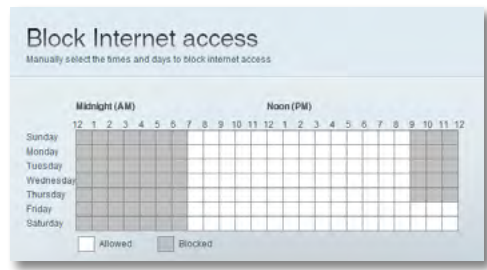 Block Internet access
Manually select the times and days to block internet access
Midnight (AM) Noon (PM)
12 1 2 3 4 5 6 7 8 9 10 11 12 1 2 3 4 5 6 7 8 9 10 11 12
Sunday
Monday
Tuesday
Wednesday
Thursday
Friday
Saturday
Allowed Blocked